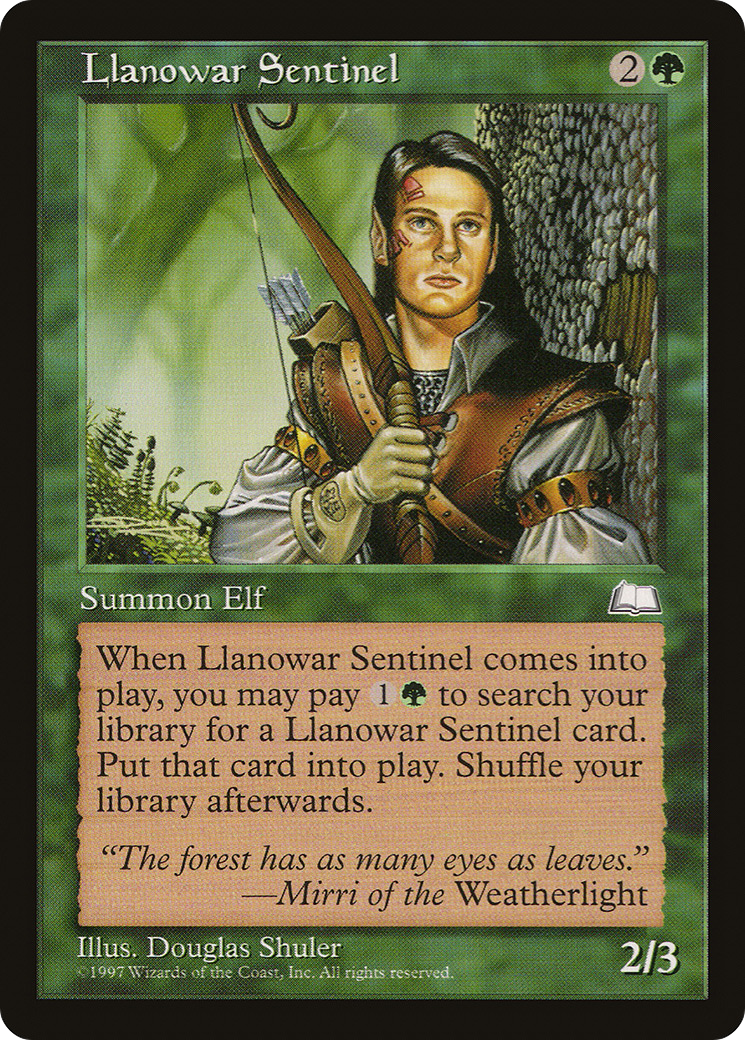 Llanowar Sentinel 2
Summon Elf
When Llanowar Sentinel comes into
play, you may pay 1 to search your
library for a Llanowar Sentinel card.
Put that card into play. Shuffle your
library afterwards.
“The forest has as many eyes as leaves.”
—Mirri of the Weatherlight
Illus. Douglas Shuler
©1997 Wizards of the Coast, Inc. All rights reserved.
2/3